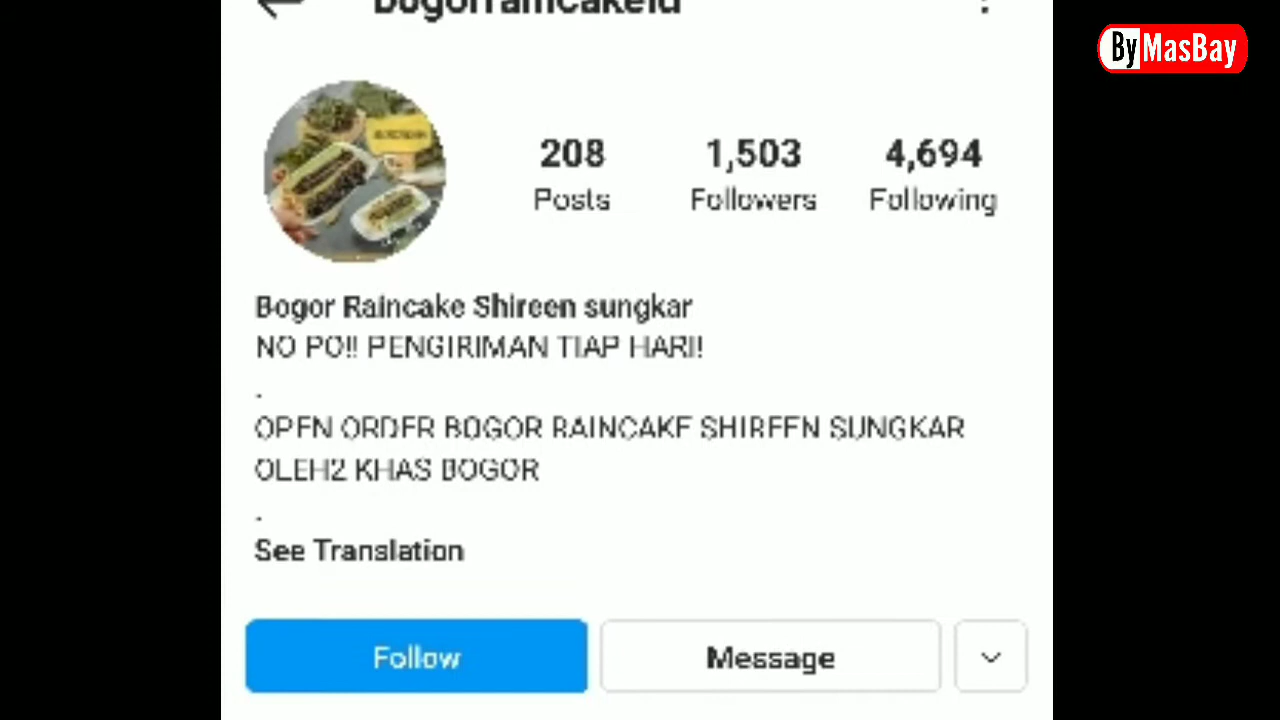 bogorraincakeid
ByMasBay
208 1,503 4,694
Posts Followers Following
Bogor Raincake Shireen sungkar
NO PO!! PENGIRIMAN TIAP HARI!
.
OPEN ORDER BOGOR RAINCAKE SHIREEN SUNGKAR
OLEH2 KHAS BOGOR
.
See Translation
Follow Message